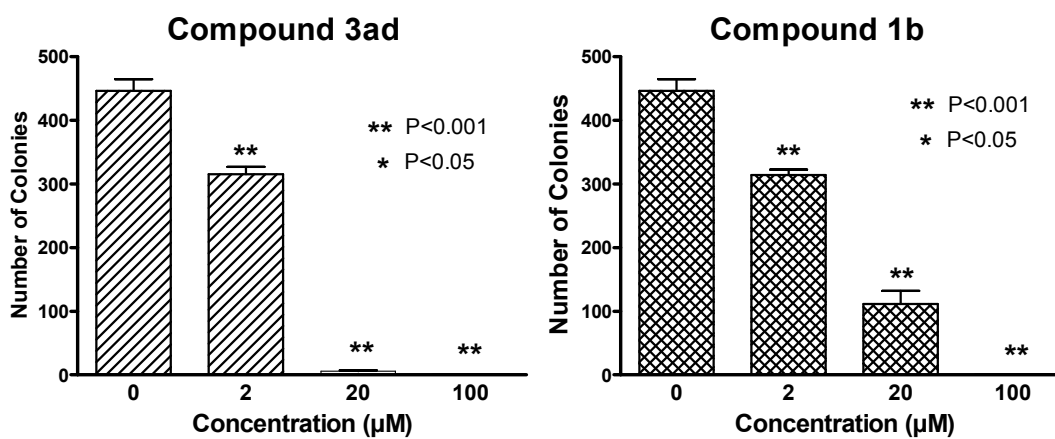 Compound 3ad
Number of Colonies
500
400
300
200
100
0
** P<0.001
* P<0.05
**
**
**
0 2 20 100
Concentration (µM)
Compound 1b
Number of Colonies
500
400
300
200
100
0
** P<0.001
* P<0.05
**
**
**
0 2 20 100
Concentration (µM)